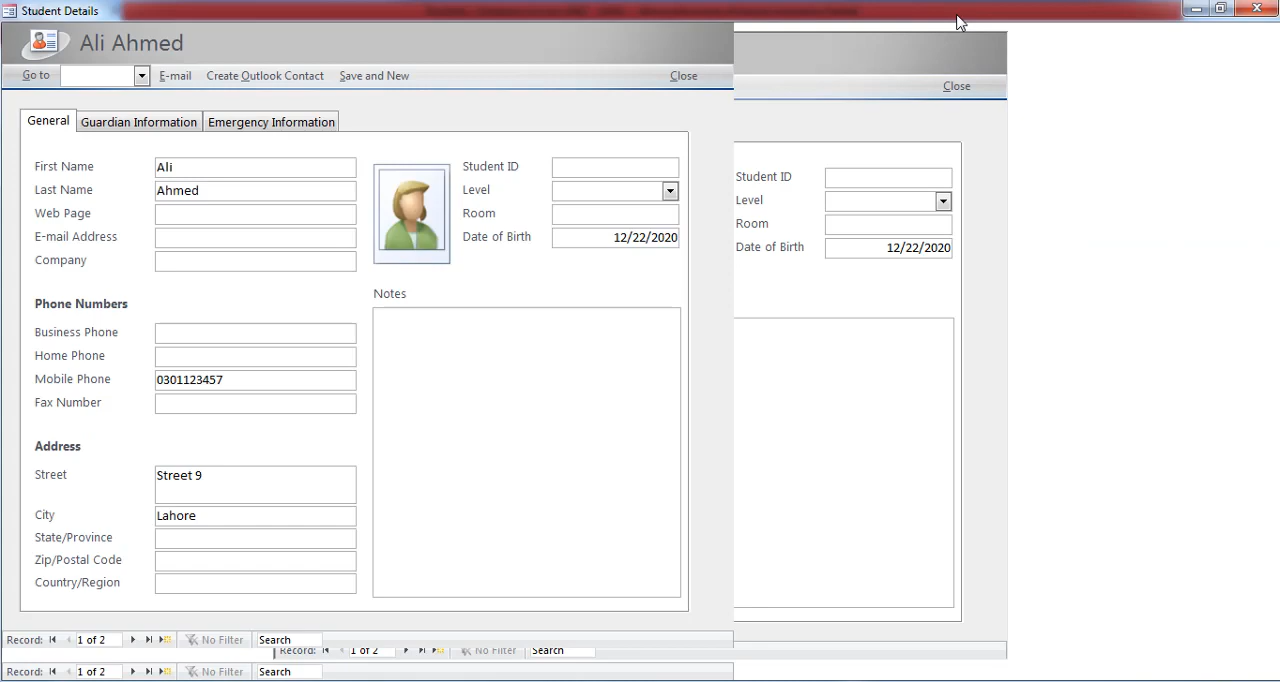 Student Details
Ali Ahmed
Go to E-mail Create Outlook Contact Save and New Close
Close
General Guardian Information Emergency Information
First Name Ali
Last Name Ahmed
Web Page
E-mail Address
Company
Student ID
Level
Room
Date of Birth 12/22/2020
Student ID
Level
Room
Date of Birth 12/22/2020
Notes
Phone Numbers
Business Phone
Home Phone
Mobile Phone 0301123457
Fax Number
Address
Street Street 9
City Lahore
State/Province
Zip/Postal Code
Country/Region
Record: 1 of 2 No Filter Search
Record: 1 of 2 No Filter Search
Record: 1 of 2 No Filter Search